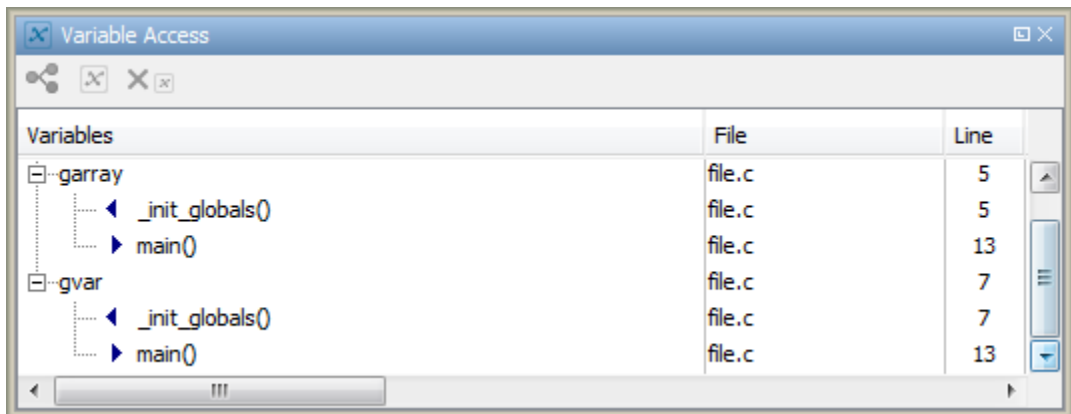 Variable Access
Variables File Line
garray file.c 5
_init_globals() file.c 5
main() file.c 13
gvar file.c 7
_init_globals() file.c 7
main() file.c 13